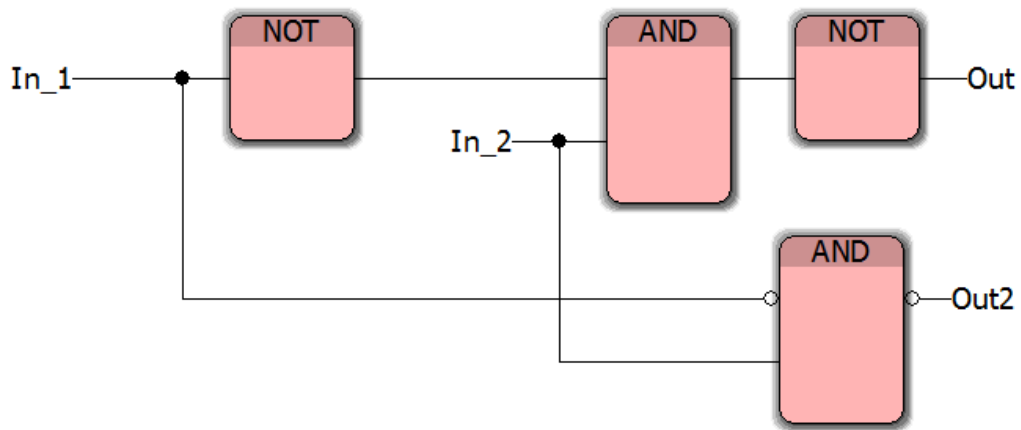 NOT
AND
NOT
In_1
Out
In_2
AND
Out2